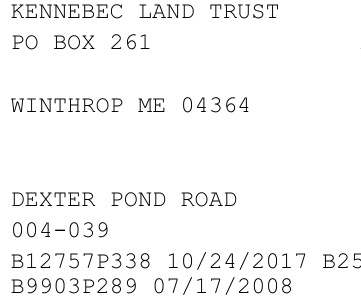 KENNEBEC LAND TRUST
PO BOX 261
WINTHROP ME 04364
DEXTER POND ROAD
004-039
B12757P338 10/24/2017 B25
B9903P289 07/17/2008